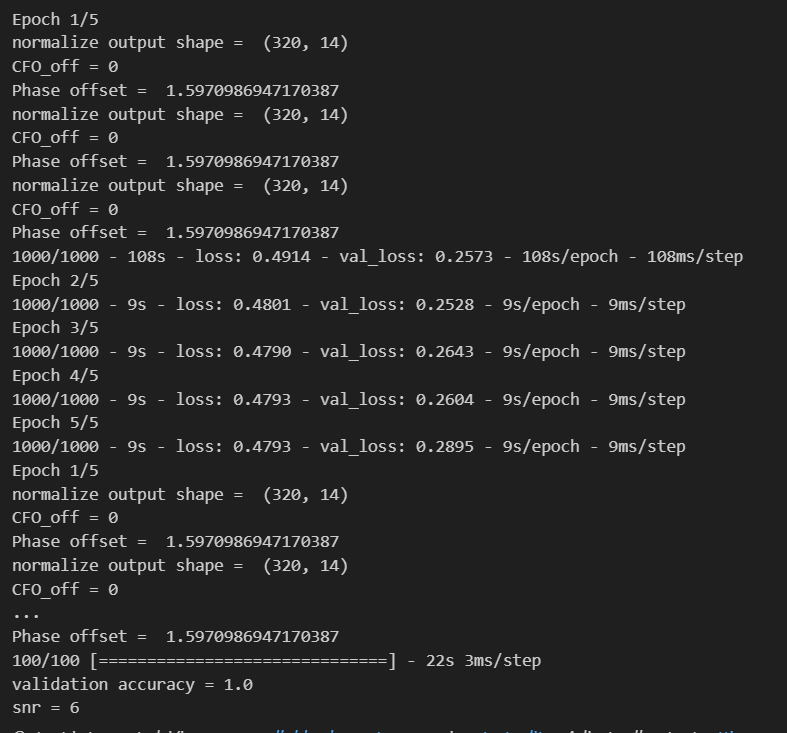 Epoch 1/5
normalize output shape =  (320, 14)
CFO_off = 0
Phase offset =  1.5970986947170387
normalize output shape =  (320, 14)
CFO_off = 0
Phase offset =  1.5970986947170387
normalize output shape =  (320, 14)
CFO_off = 0
Phase offset =  1.5970986947170387
1000/1000 - 108s - loss: 0.4914 - val_loss: 0.2573 - 108s/epoch - 108ms/step
Epoch 2/5
1000/1000 - 9s - loss: 0.4801 - val_loss: 0.2528 - 9s/epoch - 9ms/step
Epoch 3/5
1000/1000 - 9s - loss: 0.4790 - val_loss: 0.2643 - 9s/epoch - 9ms/step
Epoch 4/5
1000/1000 - 9s - loss: 0.4793 - val_loss: 0.2604 - 9s/epoch - 9ms/step
Epoch 5/5
1000/1000 - 9s - loss: 0.4793 - val_loss: 0.2895 - 9s/epoch - 9ms/step
Epoch 1/5
normalize output shape =  (320, 14)
CFO_off = 0
Phase offset =  1.5970986947170387
normalize output shape =  (320, 14)
CFO_off = 0
...
Phase offset =  1.5970986947170387
100/100 [==============================] - 22s 3ms/step
validation accuracy = 1.0
snr = 6